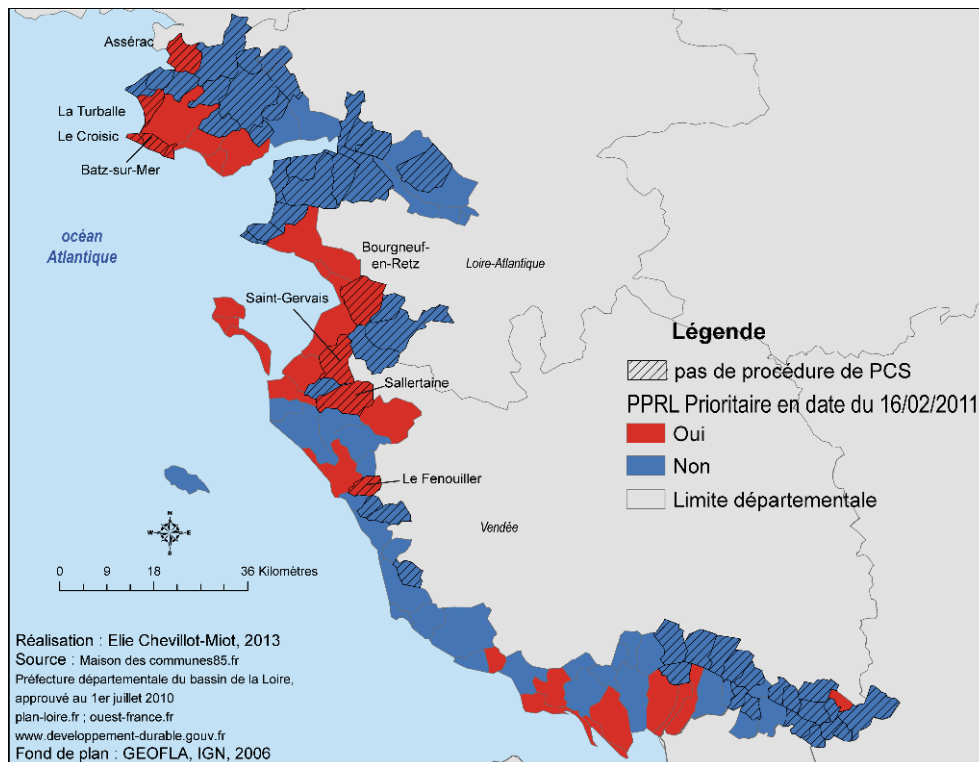 Assérac
La Turballe
Le Croisic
Batz-sur-Mer
océan
Atlantique
Bourgneuf-
en-Retz
Loire-Atlantique
Saint-Gervais
Sallertaine
Le Fenouiller
Vendée
Légende
pas de procédure de PCS
PPRL Prioritaire en date du 16/02/2011
Oui
Non
Limite départementale
N
W E
S
0 9 18 36 Kilomètres
Réalisation : Elie Chevillot-Miot, 2013
Source : Maison des communes85.fr
Préfecture départementale du bassin de la Loire,
approuvé au 1er juillet 2010
plan-loire.fr ; ouest-france.fr
www.developpement-durable.gouv.fr
Fond de plan : GEOFLA, IGN, 2006